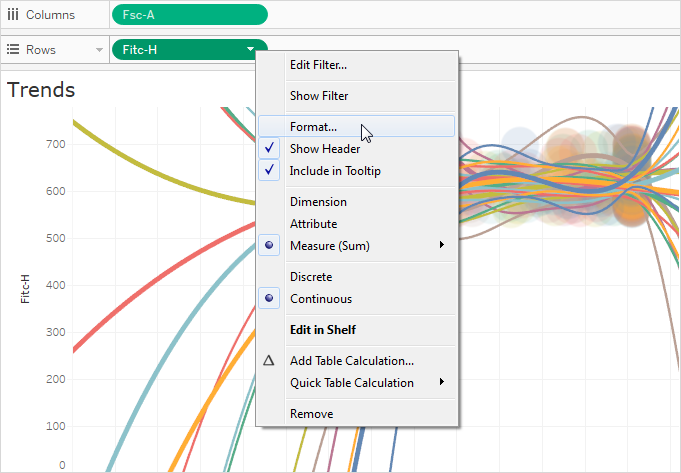 Columns
Fsc-A
Rows
Fitc-H
Trends
Edit Filter...
Show Filter
Format...
Show Header
Include in Tooltip
Dimension
Attribute
Measure (Sum)
Discrete
Continuous
Edit in Shelf
Add Table Calculation...
Quick Table Calculation
Remove
Fitc-H
700
600
500
400
300
200
100
0